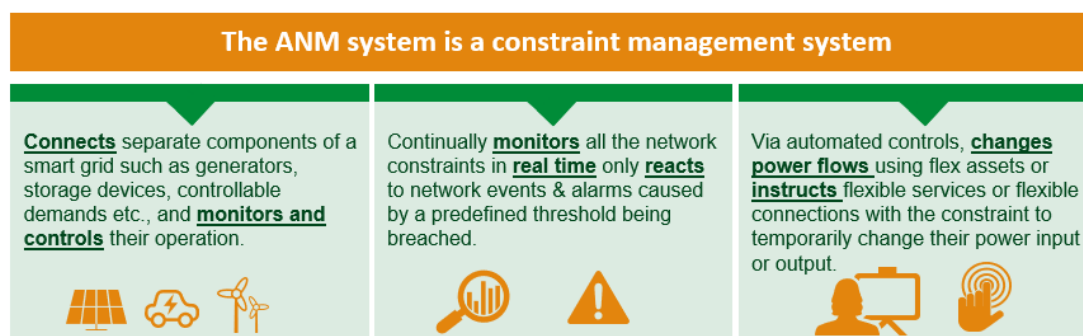 The ANM system is a constraint management system
Connects separate components of a
smart grid such as generators,
storage devices, controllable
demands etc., and monitors and
controls their operation.
Continually monitors all the network
constraints in real time only reacts
to network events & alarms caused
by a predefined threshold being
breached.
Via automated controls, changes
power flows using flex assets or
instructs flexible services or flexible
connections with the constraint to
temporarily change their power input
or output.